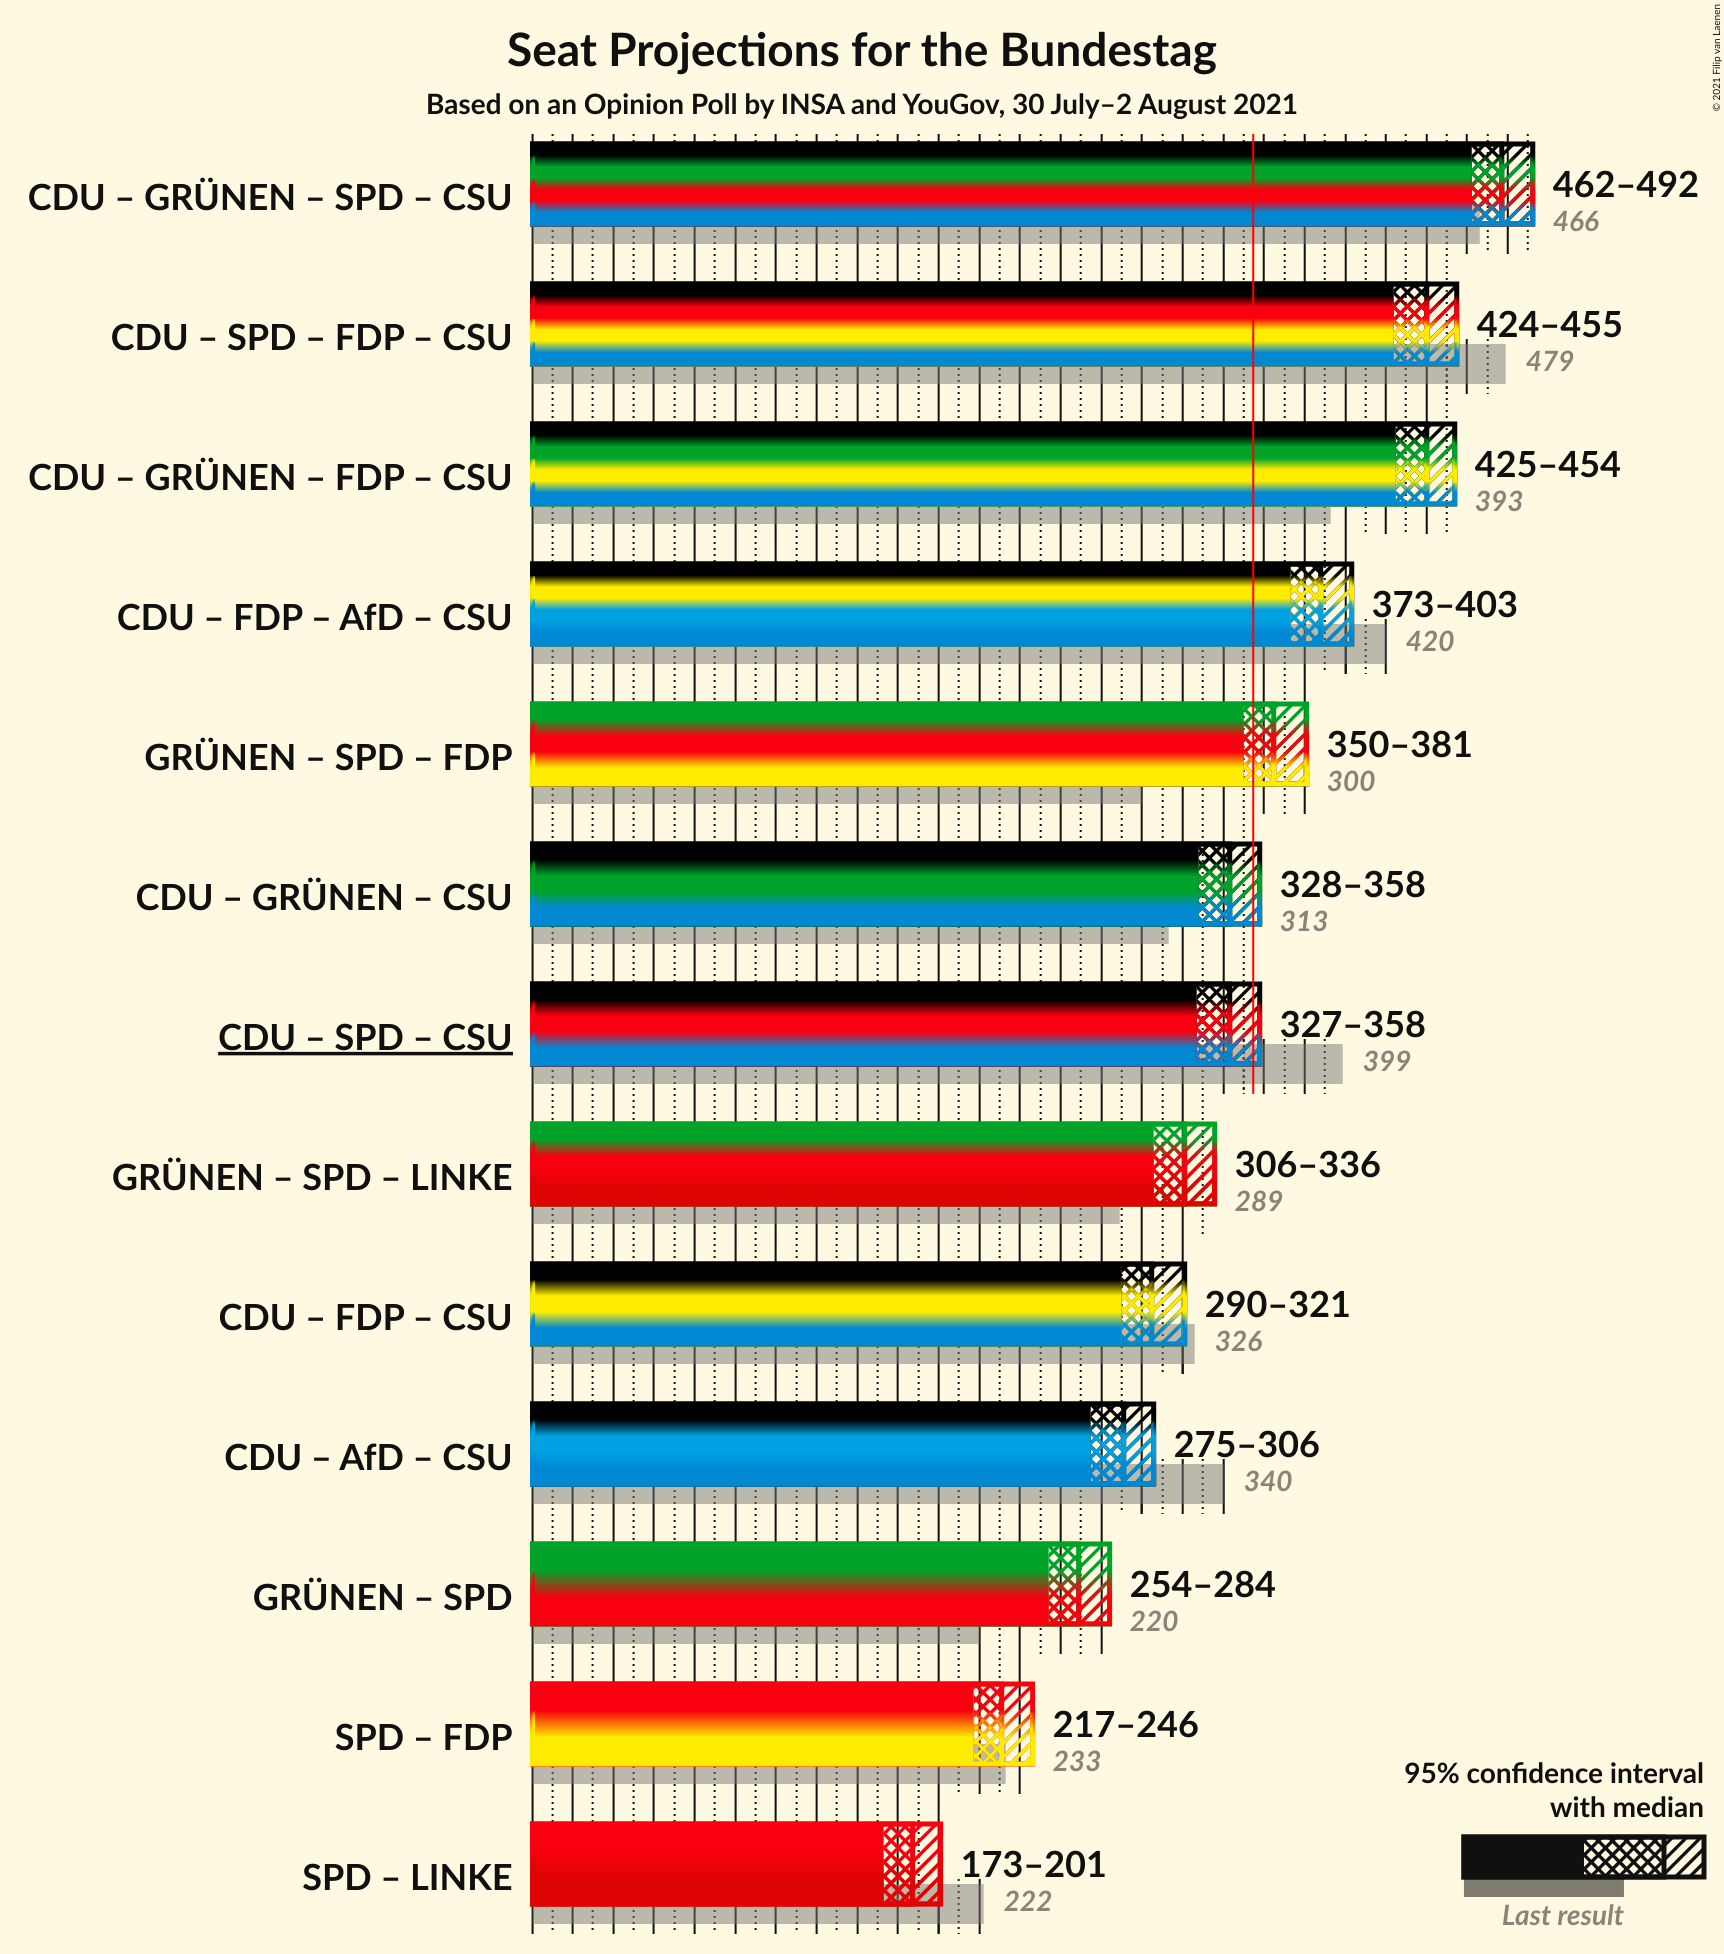 Seat Projections for the Bundestag
Based on an Opinion Poll by INSA and YouGov, 30 July–2 August 2021
© 2021 Filip van Laenen
CDU – GRÜNEN – SPD – CSU
462–492
466
CDU – SPD – FDP – CSU
424–455
479
CDU – GRÜNEN – FDP – CSU
425–454
393
CDU – FDP – AfD – CSU
373–403
420
GRÜNEN – SPD – FDP
350–381
300
CDU – GRÜNEN – CSU
328–358
313
CDU – SPD – CSU
327–358
399
GRÜNEN – SPD – LINKE
306–336
289
CDU – FDP – CSU
290–321
326
CDU – AfD – CSU
275–306
340
GRÜNEN – SPD
254–284
220
SPD – FDP
217–246
233
SPD – LINKE
173–201
222
95% confidence interval
with median
Last result